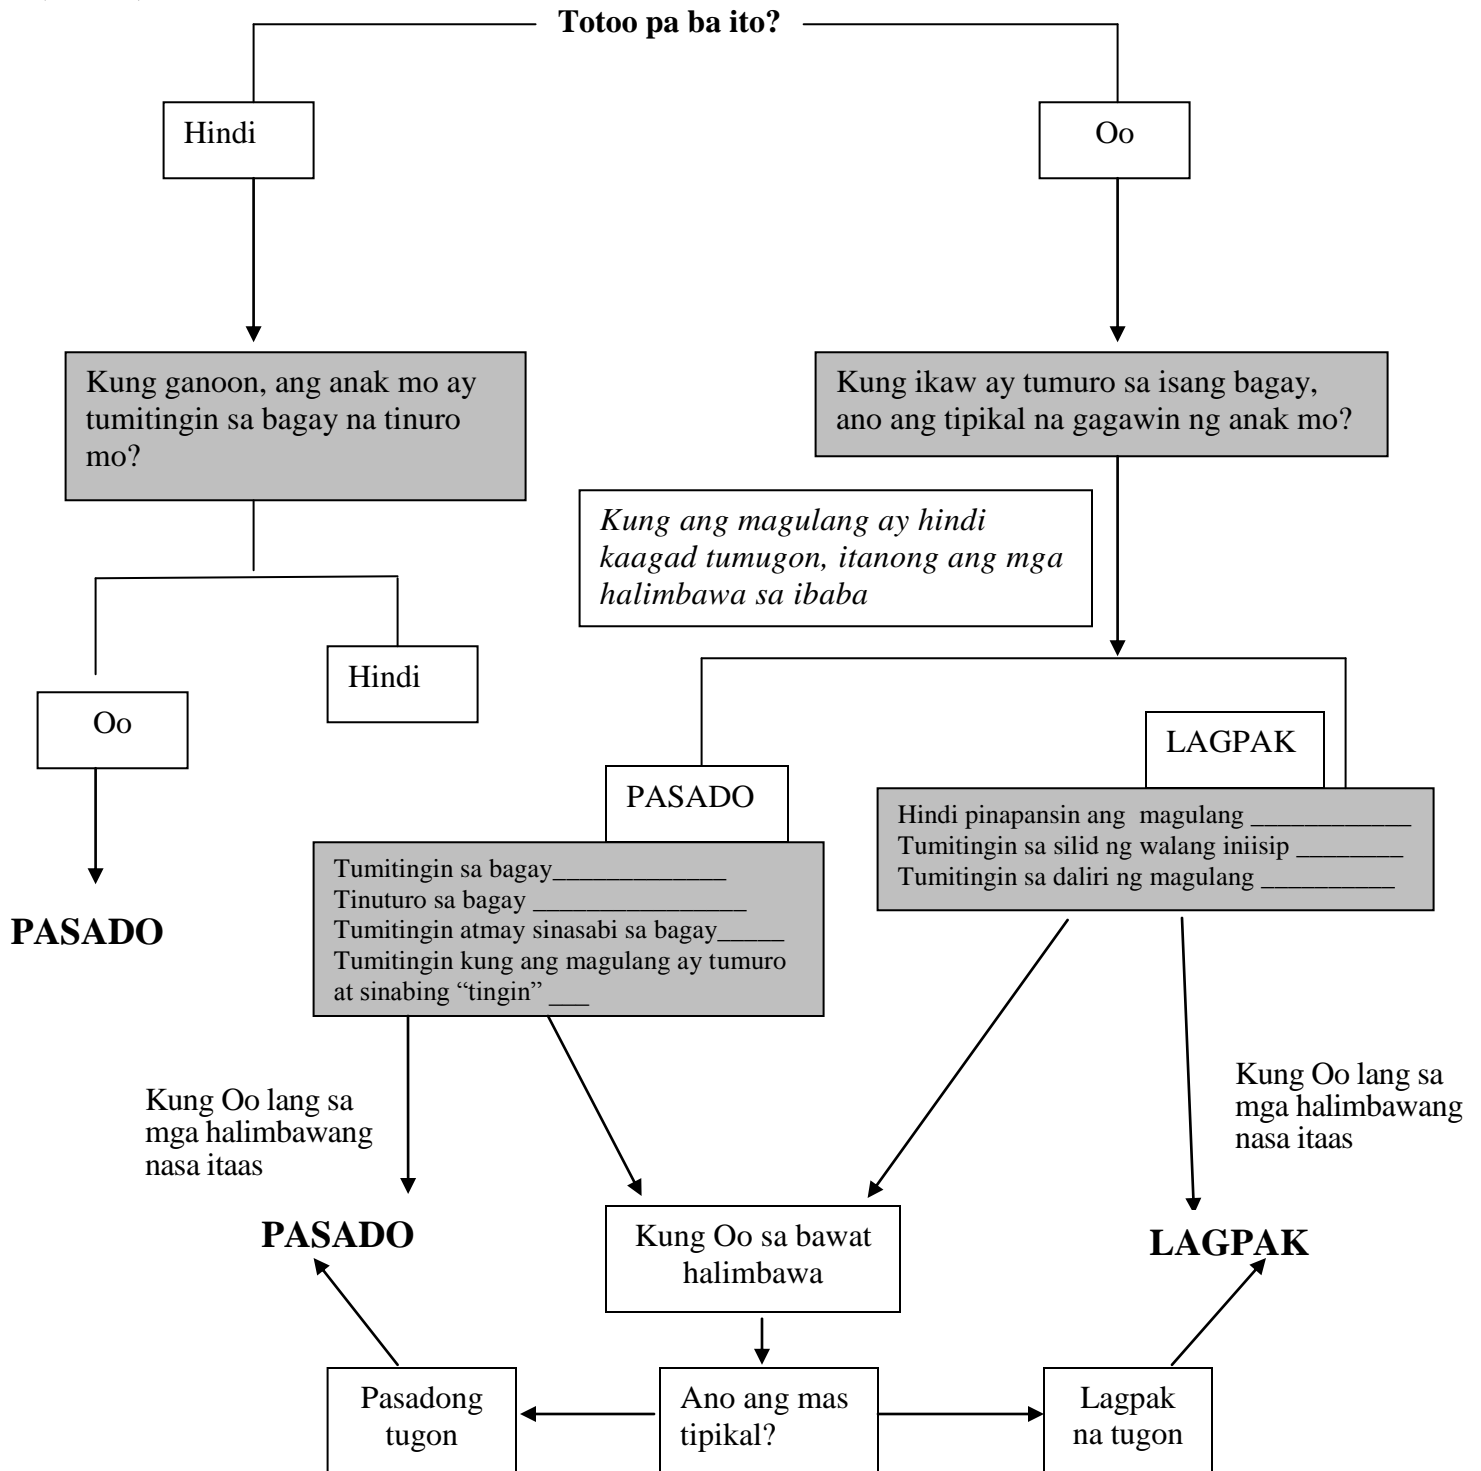 Totoo pa ba ito?
Hindi
Oo
Kung ganoon, ang anak mo ay
tumitingin sa bagay na tinuro
mo?
Kung ikaw ay tumuro sa isang bagay,
ano ang tipikal na gagawin ng anak mo?
Kung ang magulang ay hindi
kaagad tumugon, itanong ang mga
halimbawa sa ibaba
Hindi
Oo
PASADO
PASADO
Tumitingin sa bagay_____________
Tinuturo sa bagay ________________
Tumitingin atmay sinasabi sa bagay_____
Tumitingin kung ang magulang ay tumuro
at sinabing “tingin” ___
LAGPAK
Hindi pinapansin ang magulang ____________
Tumitingin sa silid ng walang iniisip ________
Tumitingin sa daliri ng magulang __________
Kung Oo lang sa
mga halimbawang
nasa itaas
Kung Oo lang sa
mga halimbawang
nasa itaas
PASADO
Kung Oo sa bawat
halimbawa
LAGPAK
Pasadong
tugon
Ano ang mas
tipikal?
Lagpak
na tugon